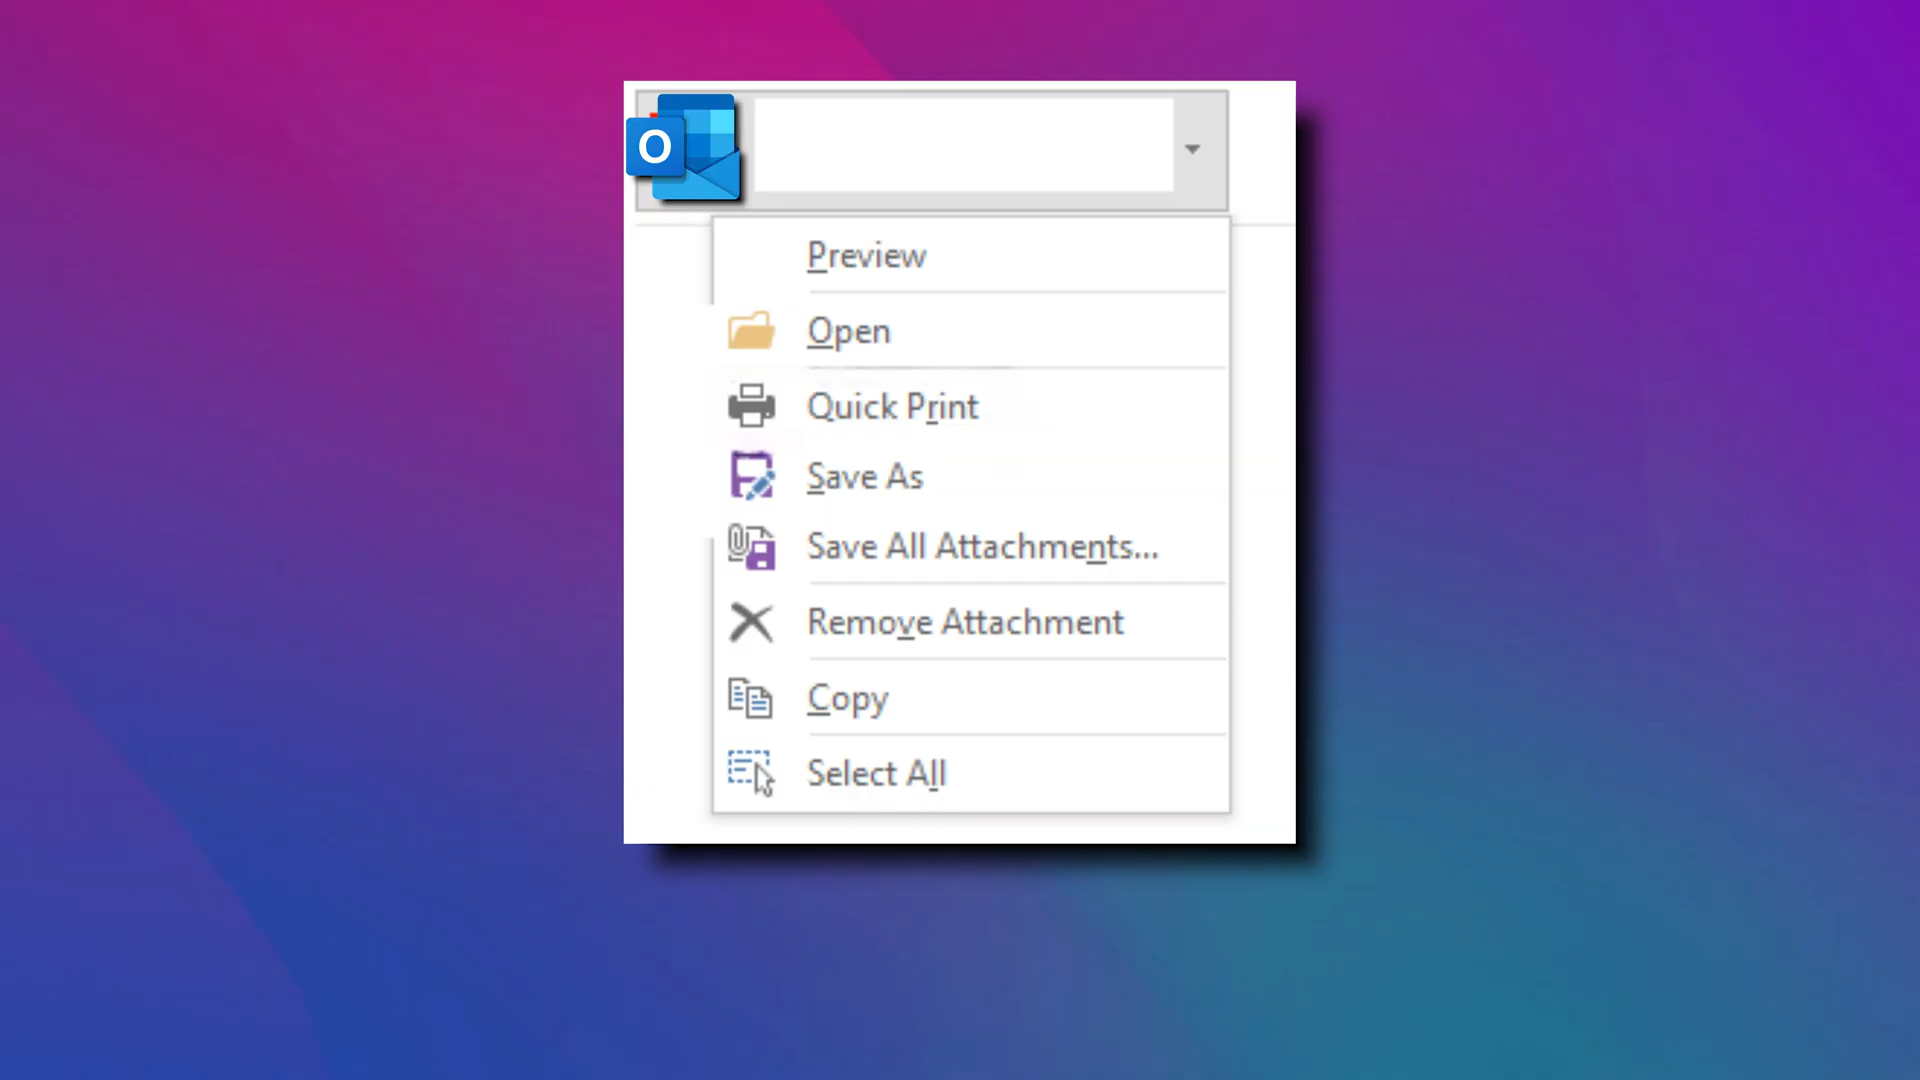 O
Preview
Open
Quick Print
Save As
Save All Attachments...
Remove Attachment
Copy
Select All